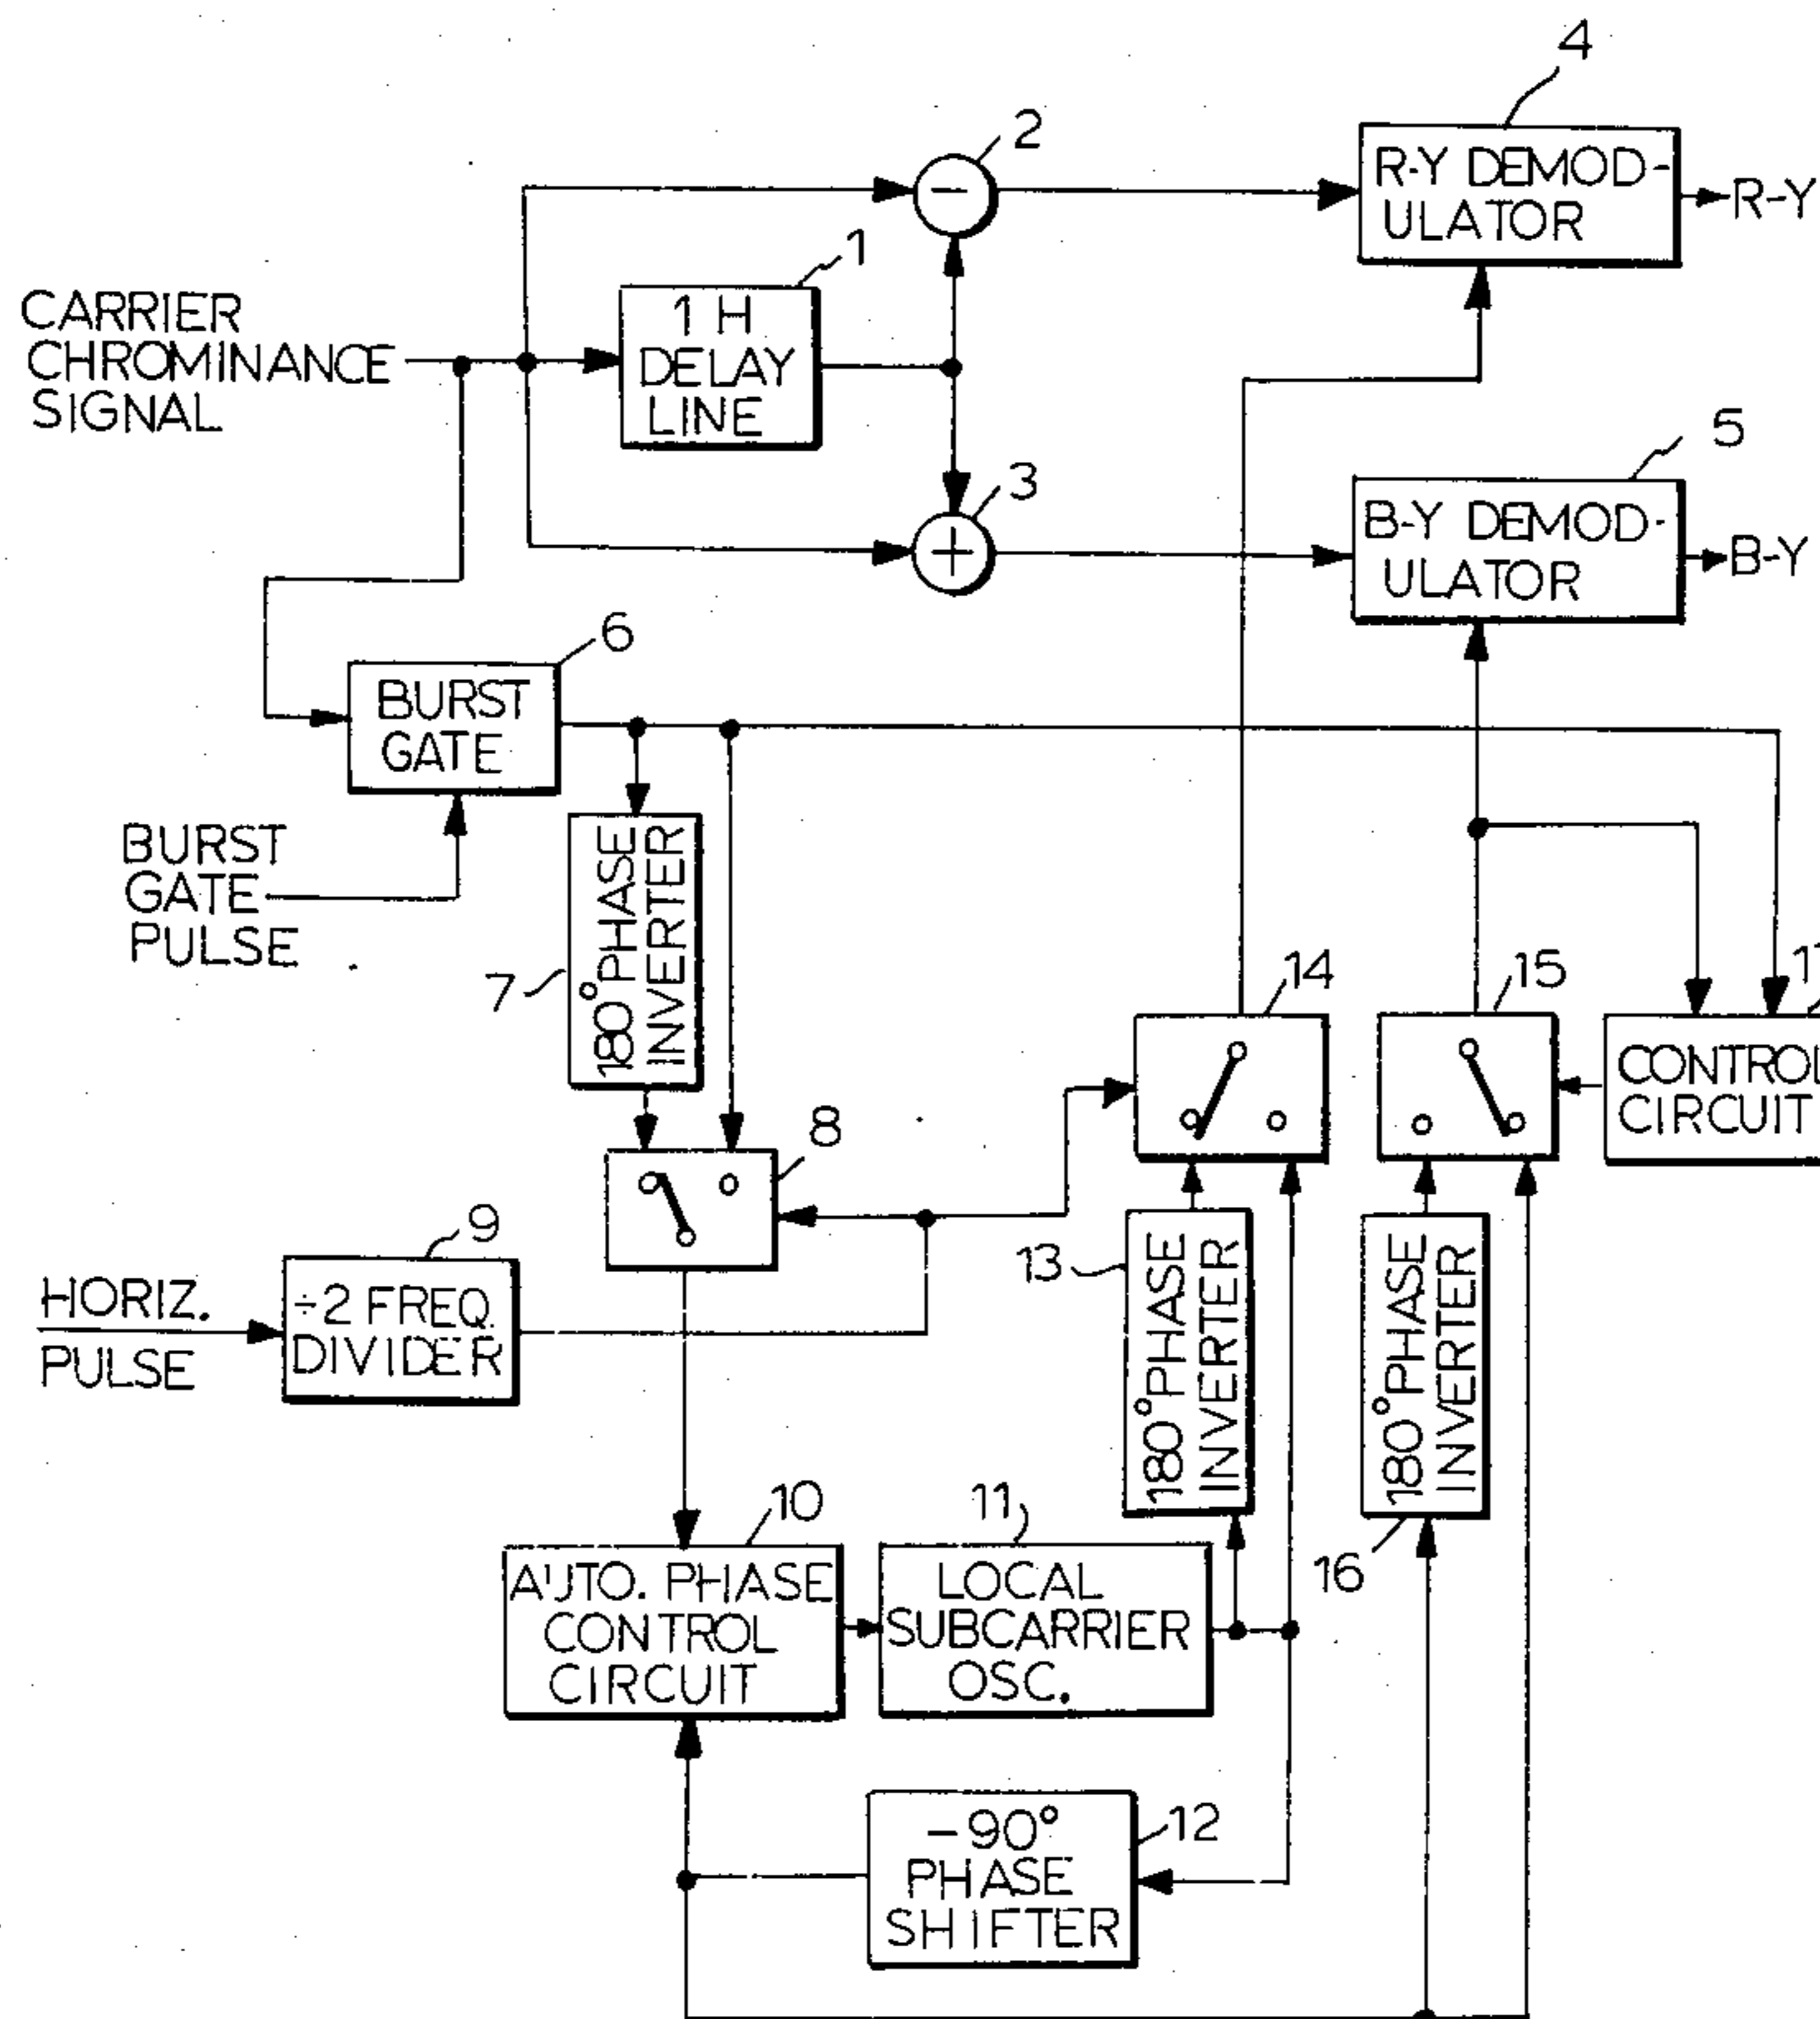 4
2
R-Y DEMOD-
ULATOR
R-Y
1
CARRIER
CHROMINANCE
SIGNAL
1 H
DELAY
LINE
5
3
B-Y DEMOD-
ULATOR
B-Y
6
BURST
GATE
BURST
GATE
PULSE
7
180° PHASE
INVERTER
14
15
CONTROL
CIRCUIT
8
9
HORIZ.
PULSE
÷2 FREQ.
DIVIDER
13
180° PHASE
INVERTER
180° PHASE
INVERTER
16
10
11
AUTO. PHASE
CONTROL
CIRCUIT
LOCAL
SUBCARRIER
OSC.
-90°
PHASE
SHIFTER
12